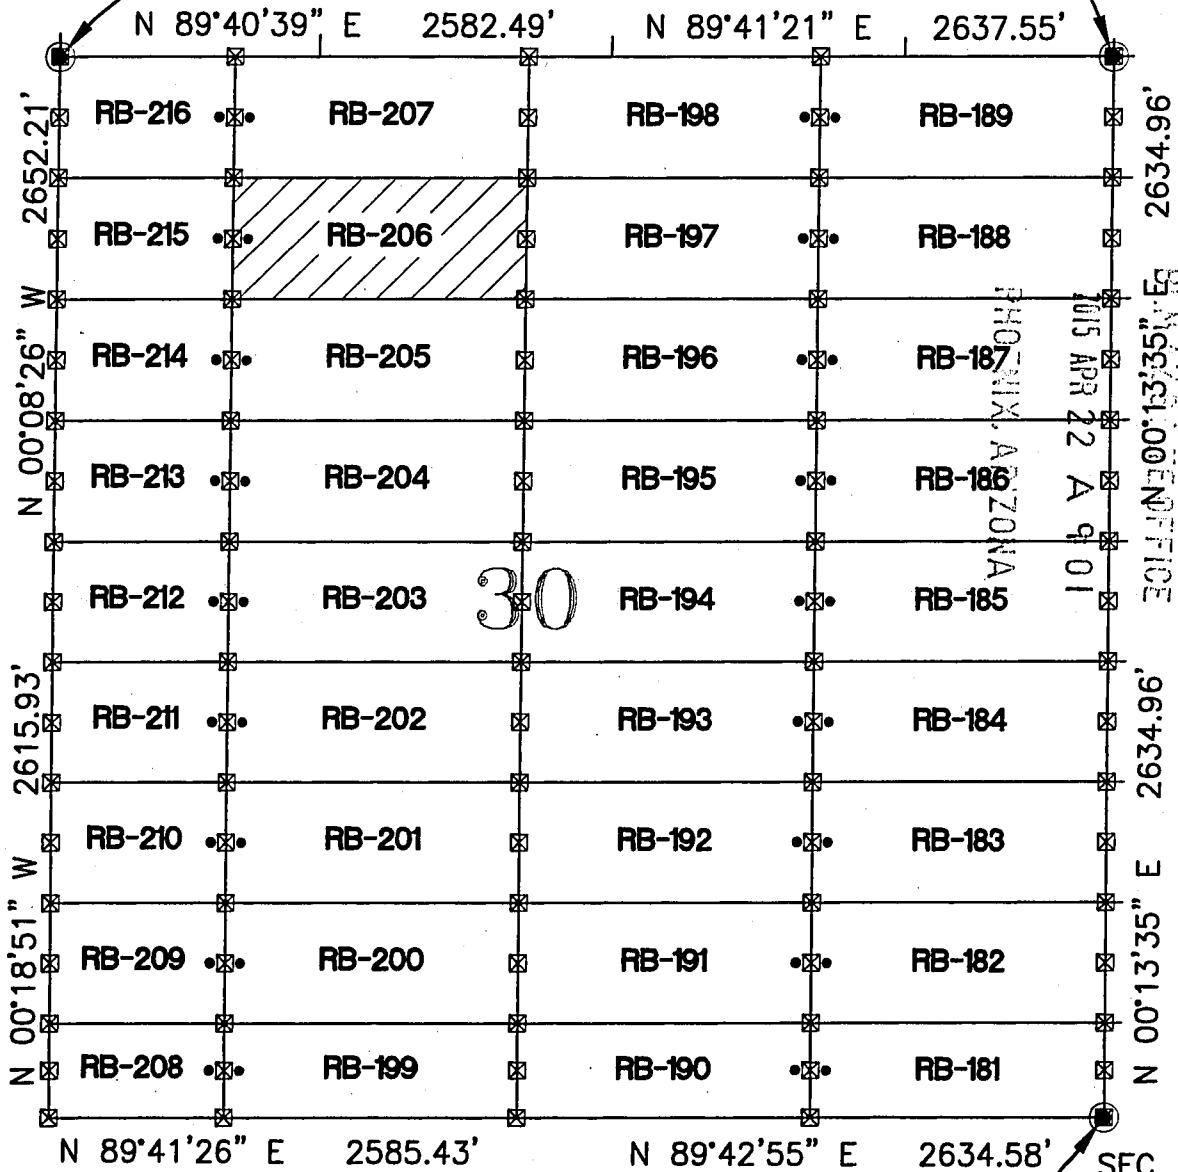 N 89°40'39" E 2582.49' N 89°41'21" E 2637.55'
RB-216 RB-207 RB-198 RB-189
RB-215 RB-206 RB-197 RB-188
RB-214 RB-205 RB-196 RB-187
RB-213 RB-204 RB-195 RB-186
RB-212 RB-203 RB-194 RB-185
30
RB-211 RB-202 RB-193 RB-184
RB-210 RB-201 RB-192 RB-183
RB-209 RB-200 RB-191 RB-182
RB-208 RB-199 RB-190 RB-181
N 89°41'26" E 2585.43' N 89°42'55" E 2634.58'
SEC
N 00°08'26" W 2652.21'
N 00°18'51" W 2615.93'
N 00°13'35" E 2634.96'
N 00°13'35" E 2634.96'
2015 APR 22 A 9 01
PHOENIX, ARIZONA
OFFICE